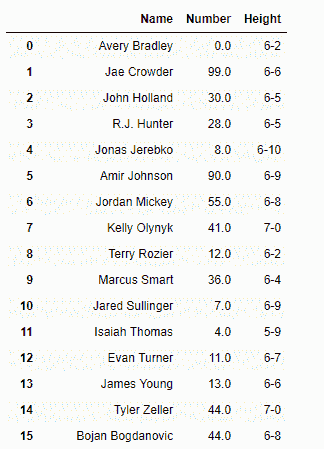 Name Number Height
0 Avery Bradley 0.0 6-2
1 Jae Crowder 99.0 6-6
2 John Holland 30.0 6-5
3 R.J. Hunter 28.0 6-5
4 Jonas Jerebko 8.0 6-10
5 Amir Johnson 90.0 6-9
6 Jordan Mickey 55.0 6-8
7 Kelly Olynyk 41.0 7-0
8 Terry Rozier 12.0 6-2
9 Marcus Smart 36.0 6-4
10 Jared Sullinger 7.0 6-9
11 Isaiah Thomas 4.0 5-9
12 Evan Turner 11.0 6-7
13 James Young 13.0 6-6
14 Tyler Zeller 44.0 7-0
15 Bojan Bogdanovic 44.0 6-8